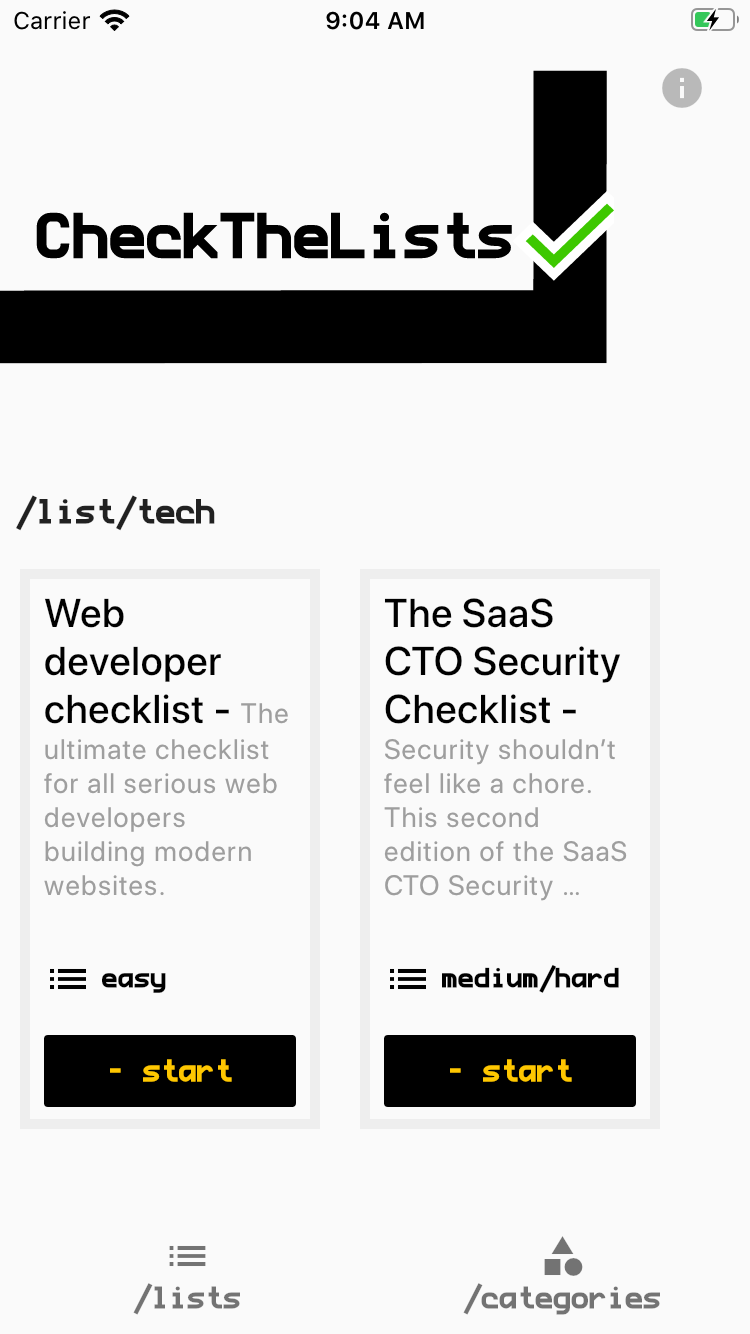 Carrier 9:04 AM
CheckTheLists
/list/tech
Web
developer
checklist - The
ultimate checklist
for all serious web
developers
building modern
websites.
easy
- start
The SaaS
CTO Security
Checklist -
Security shouldn’t
feel like a chore.
This second
edition of the SaaS
CTO Security ...
medium/hard
- start
/lists
/categories